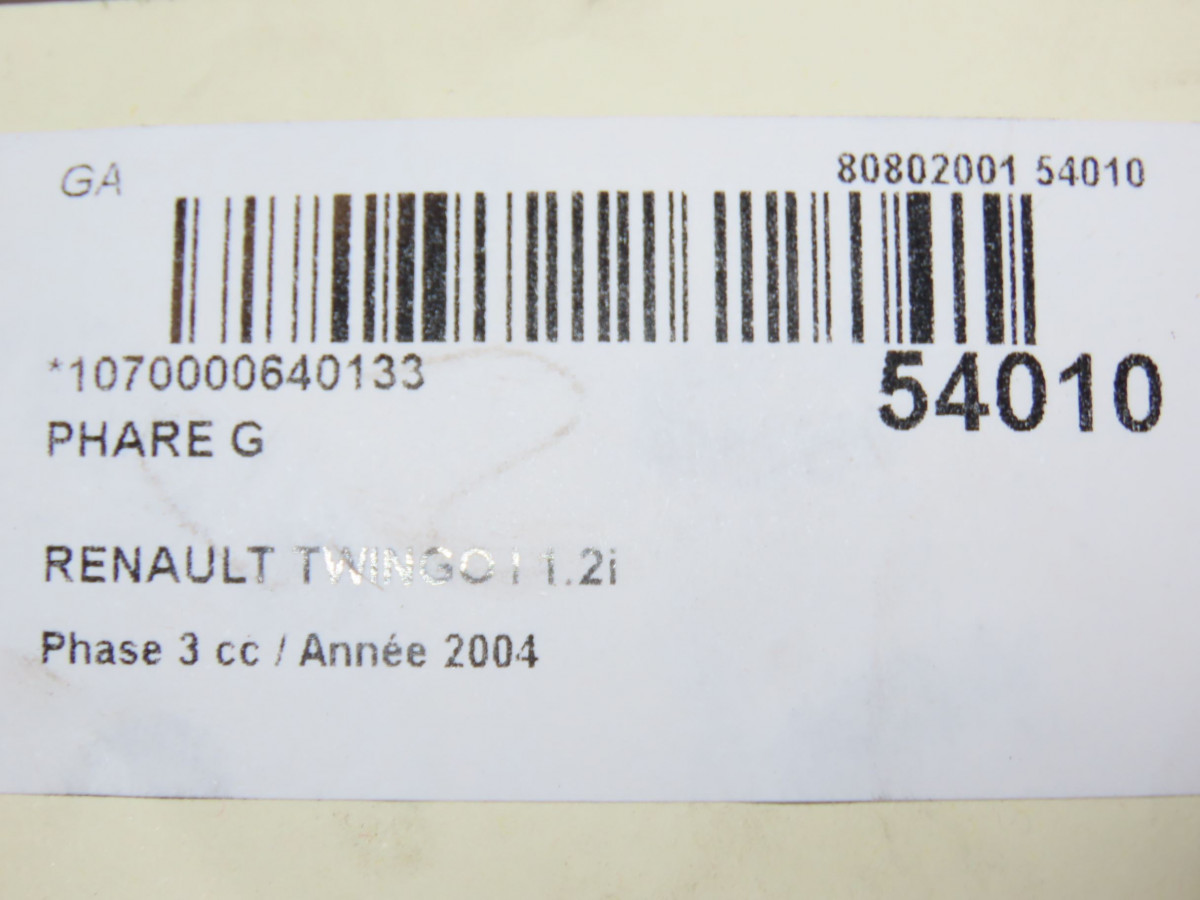 GA
80802001 54010
*1070000640133
54010
PHARE G
RENAULT TWINGO I 1.2i
Phase 3 cc / Année 2004